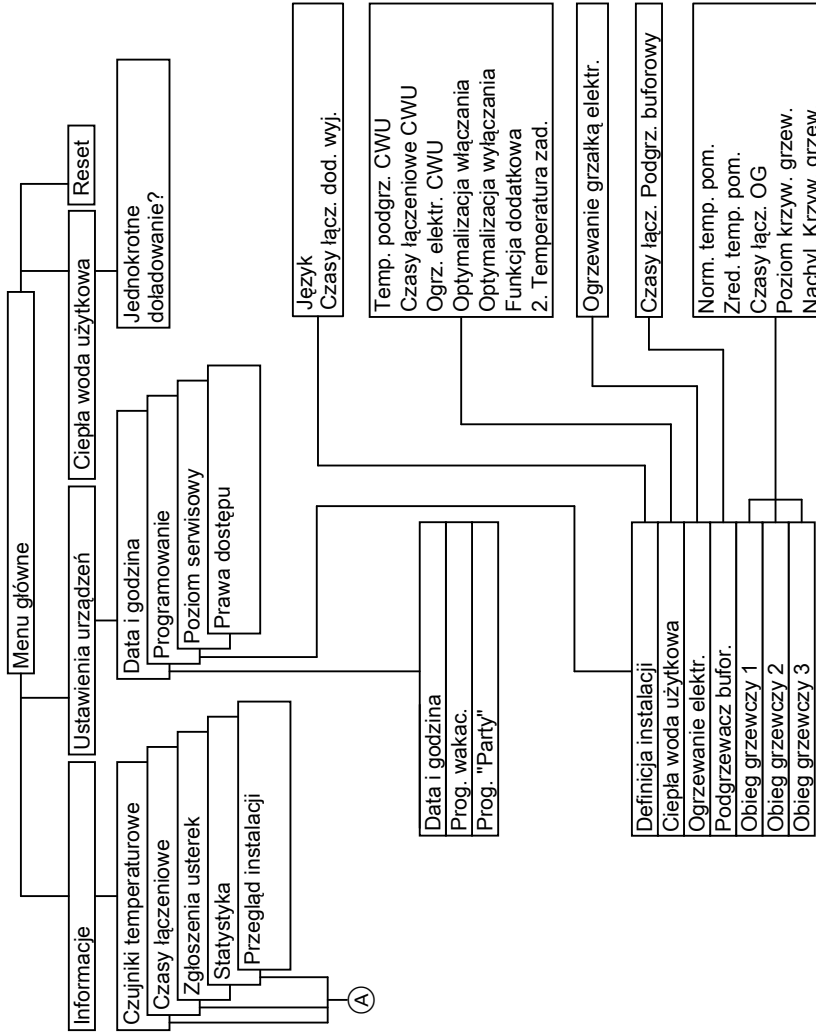 Menu główne
Informacje
Ustawienia urządzeń
Ciepła woda użytkowa
Reset
Czujniki temperaturowe
Czasy łączeniowe
Zgłoszenia usterek
Statystyka
Przegląd instalacji
A
Data i godzina
Programowanie
Poziom serwisowy
Prawa dostępu
Jednokrotne
doładowanie?
Data i godzina
Prog. wakac.
Prog. "Party"
Definicja instalacji
Ciepła woda użytkowa
Ogrzewanie elektr.
Podgrzewacz bufor.
Obieg grzewczy 1
Obieg grzewczy 2
Obieg grzewczy 3
Język
Czasy łącz. dod. wyj.
Temp. podgrz. CWU
Czasy łączeniowe CWU
Ogrz. elektr. CWU
Optymalizacja włączania
Optymalizacja wyłączania
Funkcja dodatkowa
2. Temperatura zad.
Ogrzewanie grzałką elektr.
Czasy łącz. Podgrz. buforowy
Norm. temp. pom.
Zred. temp. pom.
Czasy łącz. OG
Poziom krzyw. grzew.
Nachyl. Krzyw. grzew.